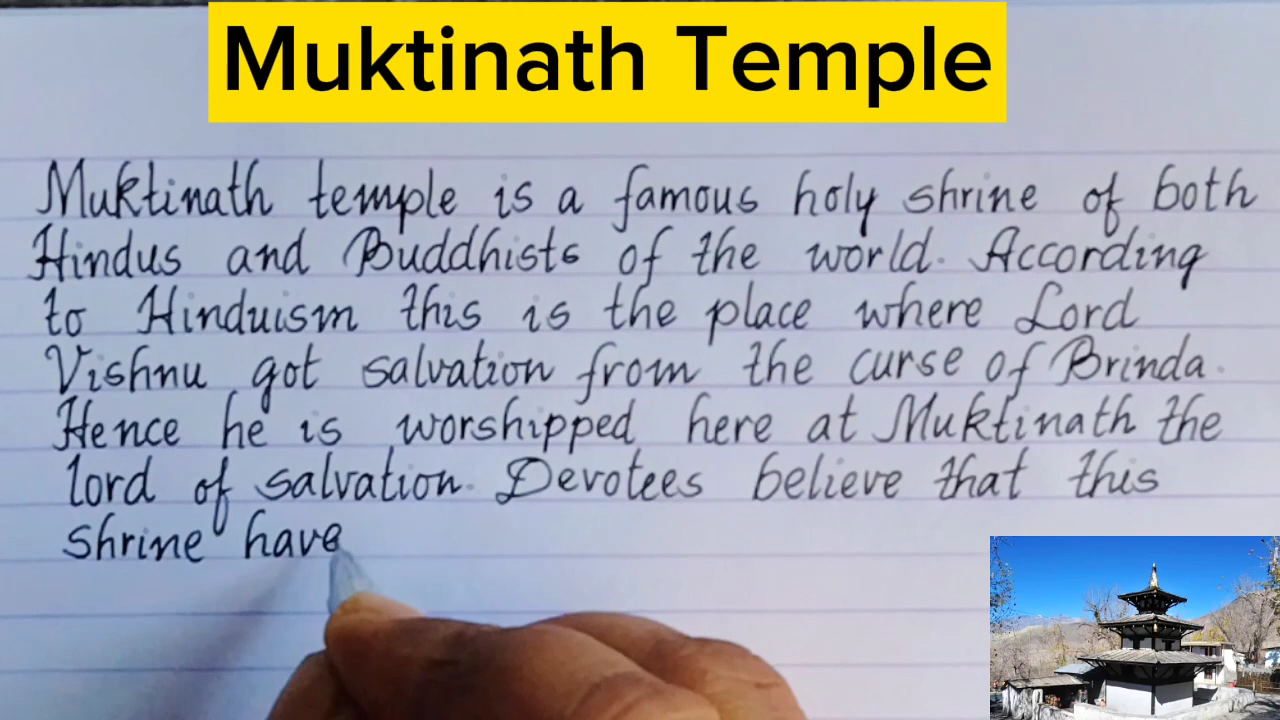 Muktinath Temple
Muktinath temple is a famous holy shrine of both
Hindus and Buddhists of the world. According
to Hinduism this is the place where Lord
Vishnu got salvation from the curse of Brinda.
Hence he is worshipped here at Muktinath the
lord of salvation. Devotees believe that this
shrine have